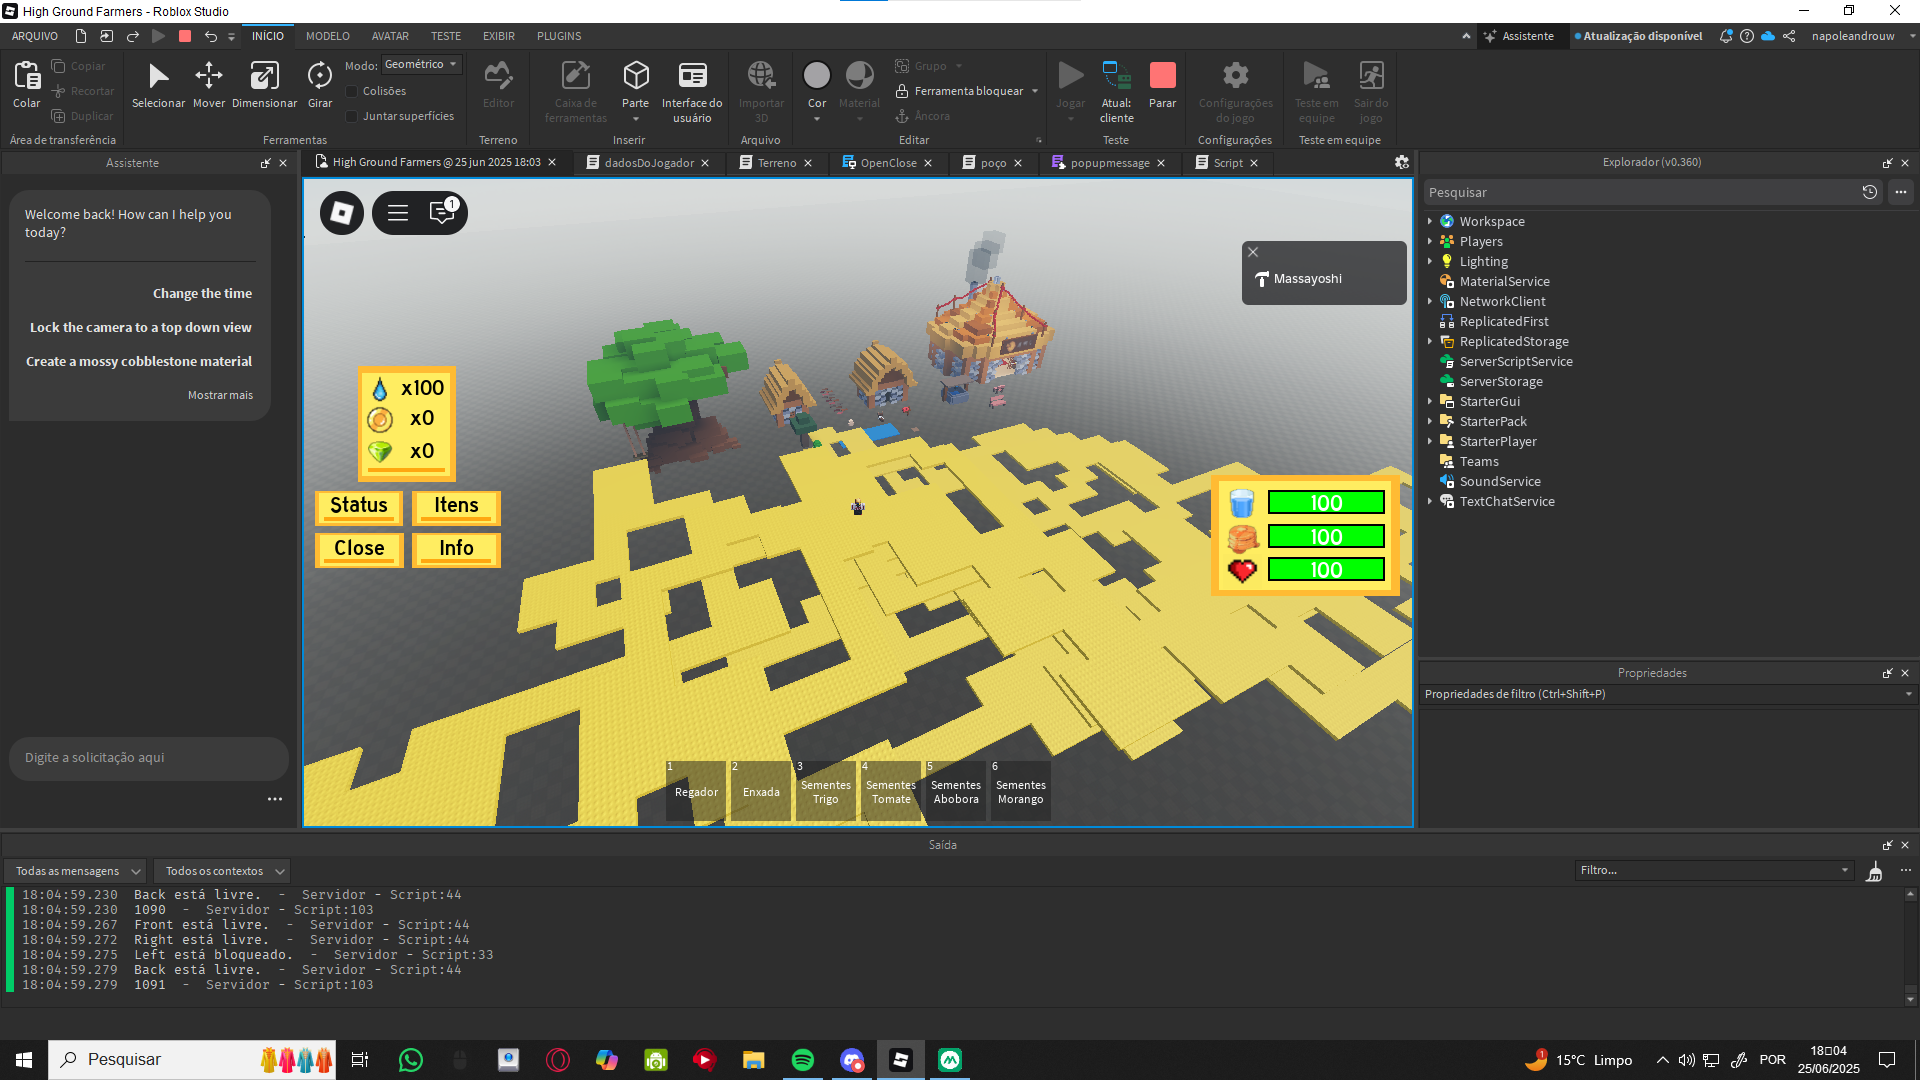 High Ground Farmers - Roblox Studio
ARQUIVO
INÍCIO
MODELO
AVATAR
TESTE
EXIBIR
PLUGINS
Assistente
Atualização disponível
napoleandrouw
Colar
Copiar
Recortar
Duplicar
Área de transferência
Selecionar
Mover
Dimensionar
Girar
Modo:
Geométrico
Colisões
Juntar superfícies
Ferramentas
Editor
Terreno
Caixa de
ferramentas
Parte
Interface do
usuário
Inserir
Importar
3D
Arquivo
Cor
Material
Grupo
Ferramenta bloquear
Âncora
Editar
Jogar
Atual:
cliente
Parar
Teste
Configurações
do jogo
Configurações
Teste em
equipe
Sair do
jogo
Teste em equipe
Assistente
High Ground Farmers @ 25 jun 2025 18:03
dadosDoJogador
Terreno
OpenClose
poço
popupmessage
Script
Explorador (v0.360)
Welcome back! How can I help you
today?
Change the time
Lock the camera to a top down view
Create a mossy cobblestone material
Mostrar mais
Digite a solicitação aqui
1
Massayoshi
x100
x0
x0
Status
Itens
Close
Info
100
100
100
1
Regador
2
Enxada
3
Sementes
Trigo
4
Sementes
Tomate
5
Sementes
Abobora
6
Sementes
Morango
Pesquisar
Workspace
Players
Lighting
MaterialService
NetworkClient
ReplicatedFirst
ReplicatedStorage
ServerScriptService
ServerStorage
StarterGui
StarterPack
StarterPlayer
Teams
SoundService
TextChatService
Propriedades
Propriedades de filtro (Ctrl+Shift+P)
Saída
Todas as mensagens
Todos os contextos
Filtro...
18:04:59.230 Back está livre. - Servidor - Script:44
18:04:59.230 1090 - Servidor - Script:103
18:04:59.267 Front está livre. - Servidor - Script:44
18:04:59.272 Right está livre. - Servidor - Script:44
18:04:59.275 Left está bloqueado. - Servidor - Script:33
18:04:59.279 Back está livre. - Servidor - Script:44
18:04:59.279 1091 - Servidor - Script:103
Pesquisar
1
15°C Limpo
POR
18▯04
25/06/2025